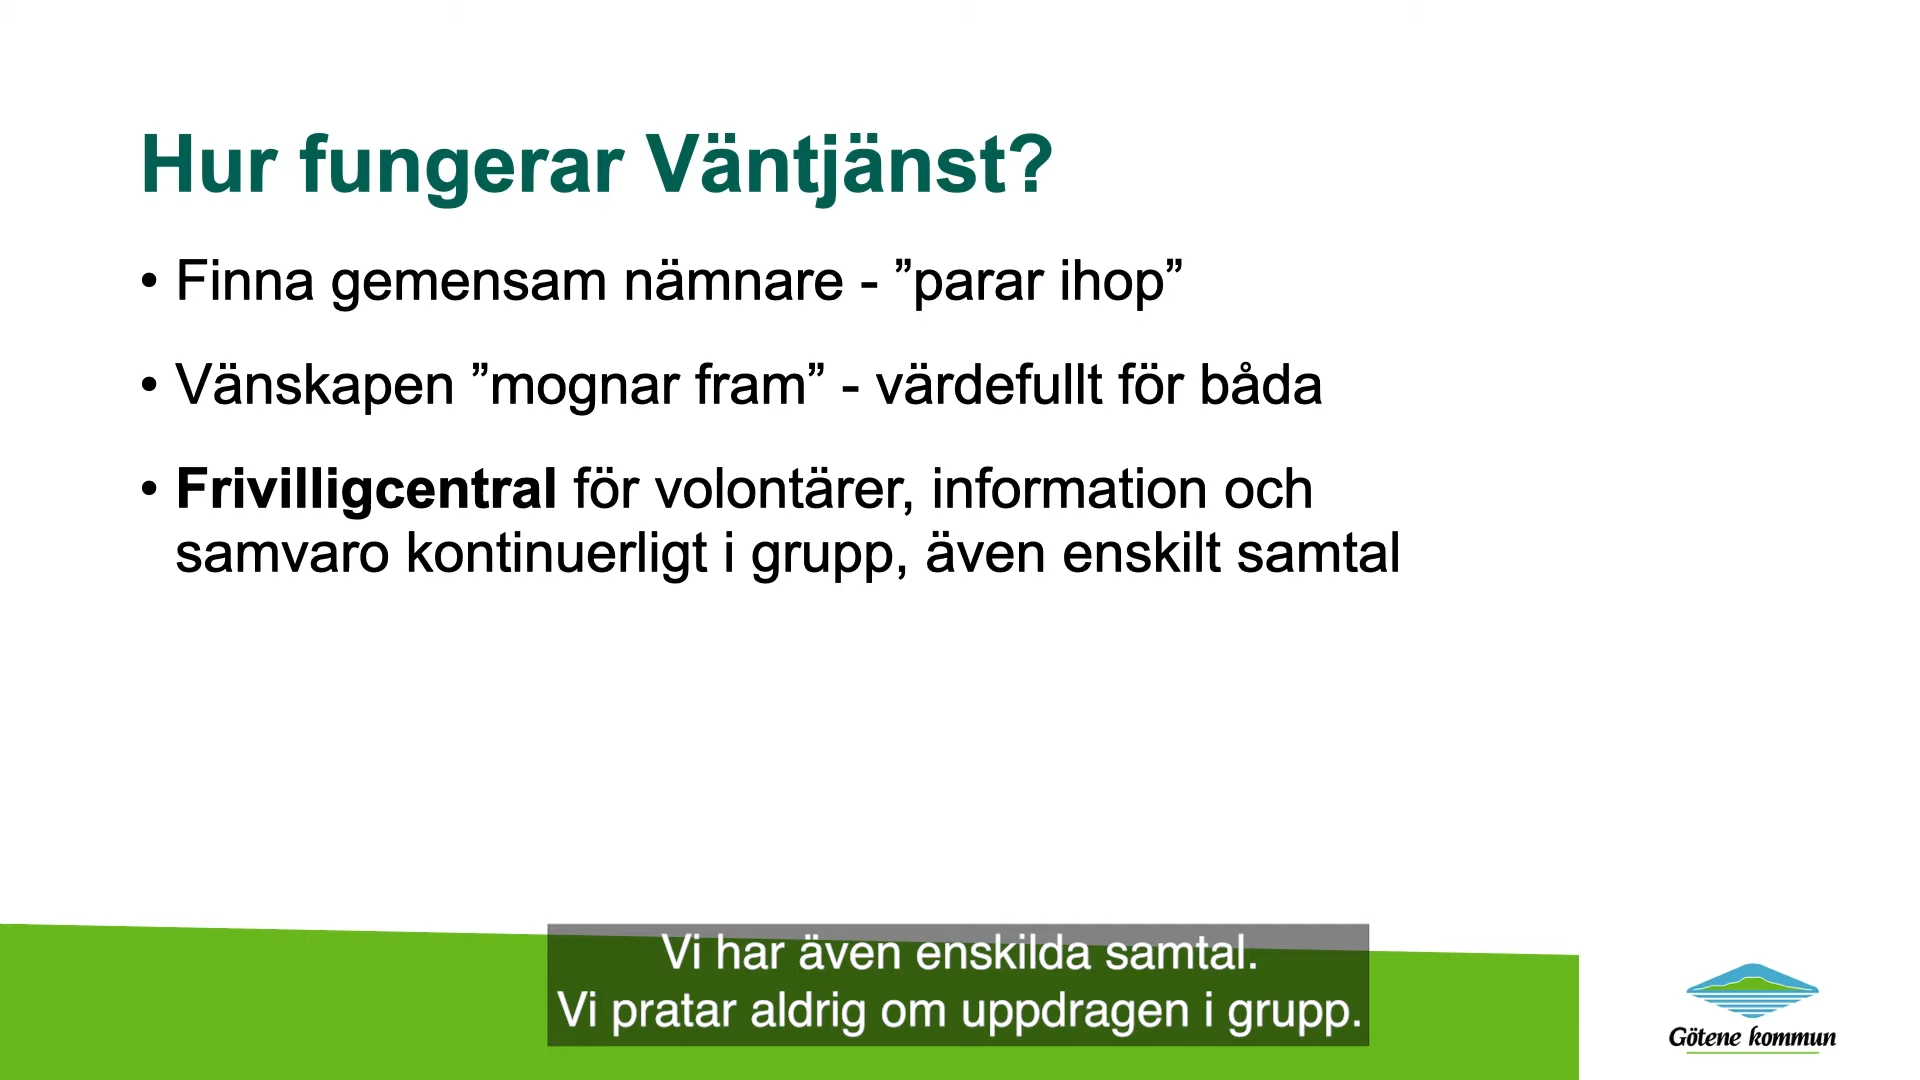 Hur fungerar Väntjänst?
• Finna gemensam nämnare - ”parar ihop”
• Vänskapen ”mognar fram” - värdefullt för båda
• Frivilligcentral för volontärer, information och
samvaro kontinuerligt i grupp, även enskilt samtal
Vi har även enskilda samtal.
Vi pratar aldrig om uppdragen i grupp.
Götene kommun